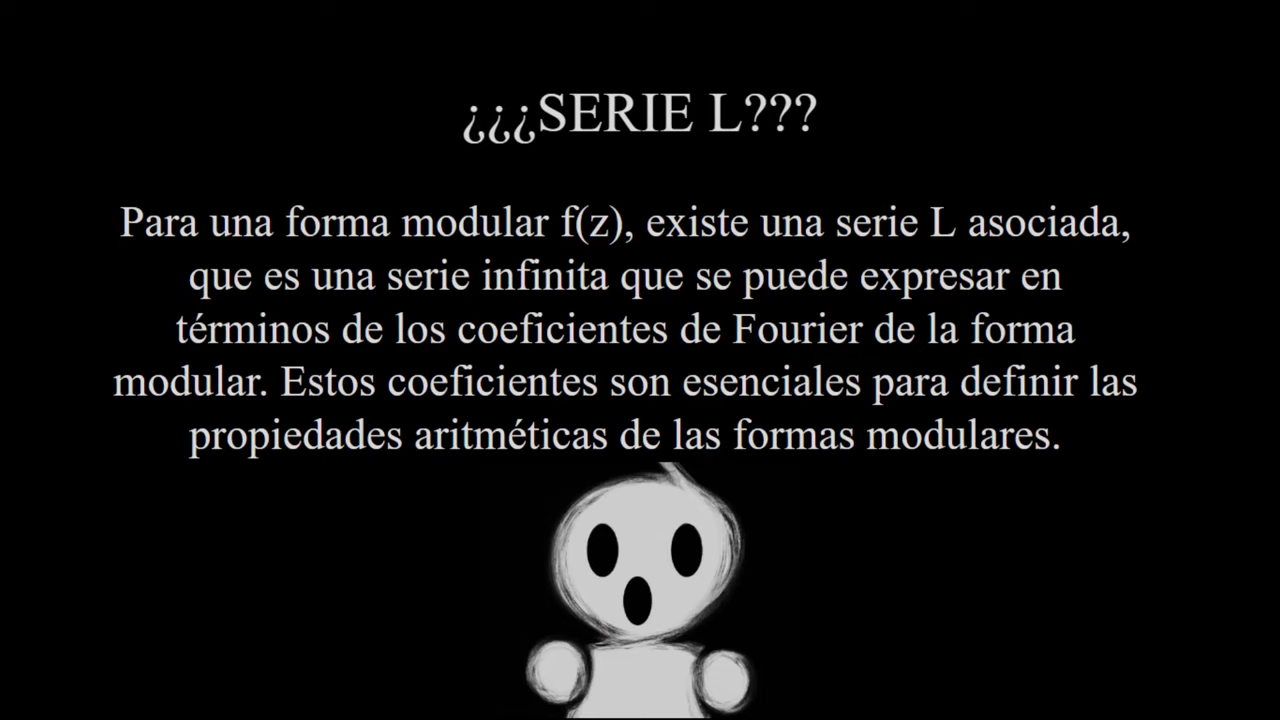 ¿¿¿SERIE L???
Para una forma modular f(z), existe una serie L asociada,
que es una serie infinita que se puede expresar en
términos de los coeficientes de Fourier de la forma
modular. Estos coeficientes son esenciales para definir las
propiedades aritméticas de las formas modulares.